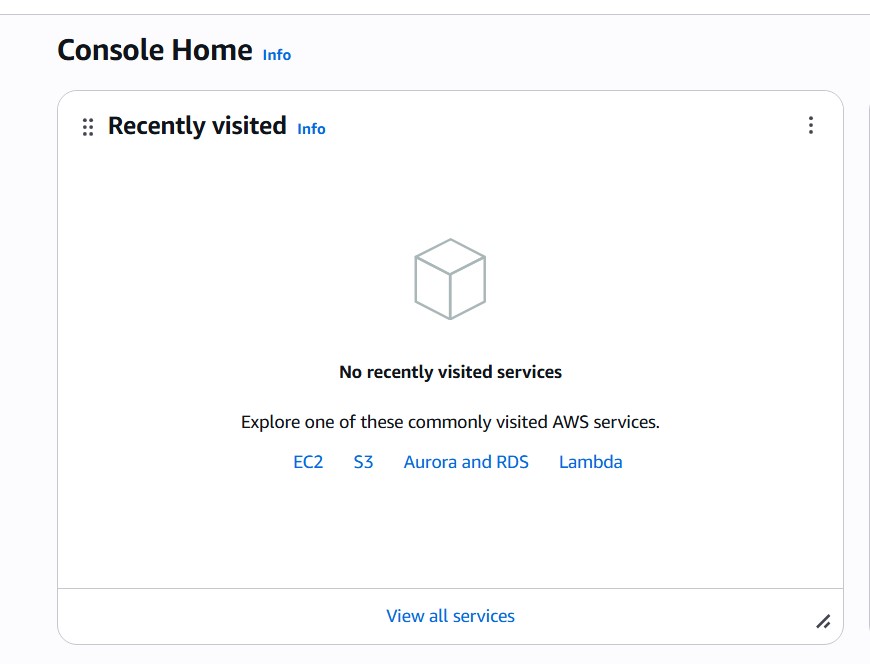 Console Home Info
Recently visited Info
No recently visited services
Explore one of these commonly visited AWS services.
EC2 S3 Aurora and RDS Lambda
View all services